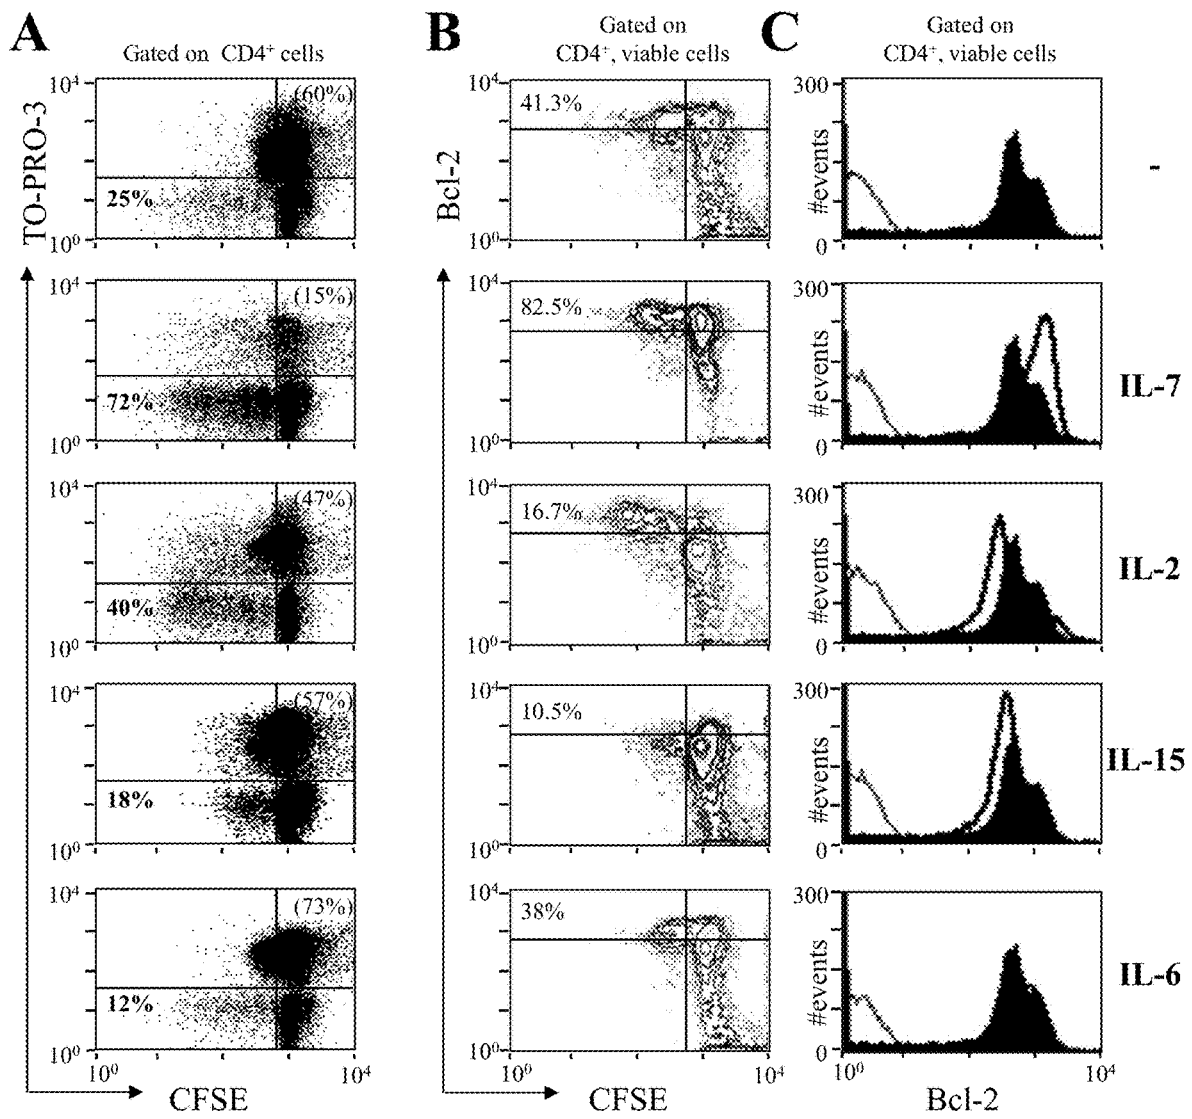 A
B
C
Gated on CD4⁺ cells
Gated on
CD4⁺, viable cells
Gated on
CD4⁺, viable cells
TO-PRO-3
Bcl-2
10⁴
(60%)
25%
10⁰
10⁴
41.3%
10⁰
300
#events
0
-
10⁴
(15%)
72%
10⁰
10⁴
82.5%
10⁰
300
#events
0
IL-7
10⁴
(47%)
40%
10⁰
10⁴
16.7%
10⁰
300
#events
0
IL-2
10⁴
(57%)
18%
10⁰
10⁴
10.5%
10⁰
300
#events
0
IL-15
10⁴
(73%)
12%
10⁰
10⁴
38%
10⁰
300
#events
0
IL-6
10⁰
10⁴
10⁰
10⁴
10⁰
10⁴
CFSE
CFSE
Bcl-2